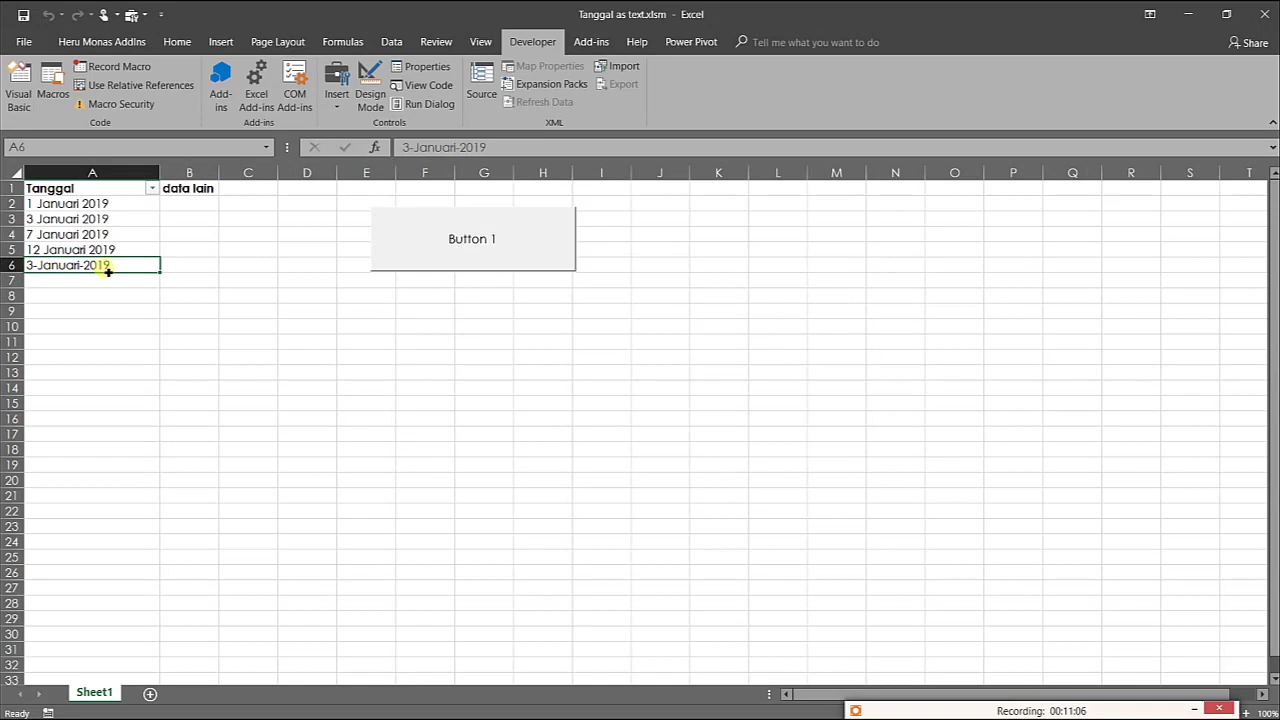 Tanggal as text.xlsm - Excel
File Heru Monas AddIns Home Insert Page Layout Formulas Data Review View Developer Add-ins Help Power Pivot Tell me what you want to do Share
Visual Basic
Macros
Record Macro
Use Relative References
Macro Security
Code
Add-ins
Excel Add-ins
COM Add-ins
Add-ins
Insert
Design Mode
Properties
View Code
Run Dialog
Controls
Source
Map Properties
Expansion Packs
Refresh Data
Import
Export
XML
A6 fx 3-Januari-2019
A B C D E F G H I J K L M N O P Q R S T
1 Tanggal data lain
2 1 Januari 2019
3 3 Januari 2019
4 7 Januari 2019
5 12 Januari 2019
6 3-Januari-2019
Button 1
7
8
9
10
11
12
13
14
15
16
17
18
19
20
21
22
23
24
25
26
27
28
29
30
31
32
33
Sheet1
Recording: 00:11:06
Ready 100%